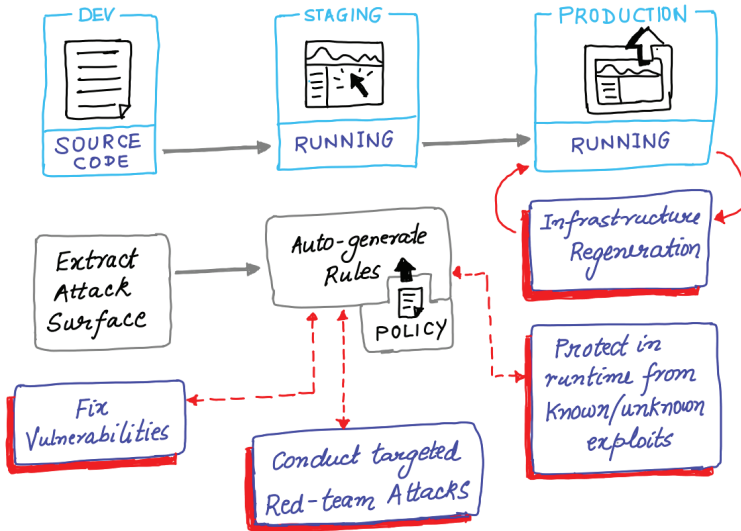 DEV
STAGING
PRODUCTION
SOURCE
CODE
RUNNING
RUNNING
Infrastructure
Regeneration
Extract
Attack
Surface
Auto-generate
Rules
POLICY
Protect in
runtime from
known/unknown
exploits
Fix
Vulnerabilities
Conduct targeted
Red-team Attacks